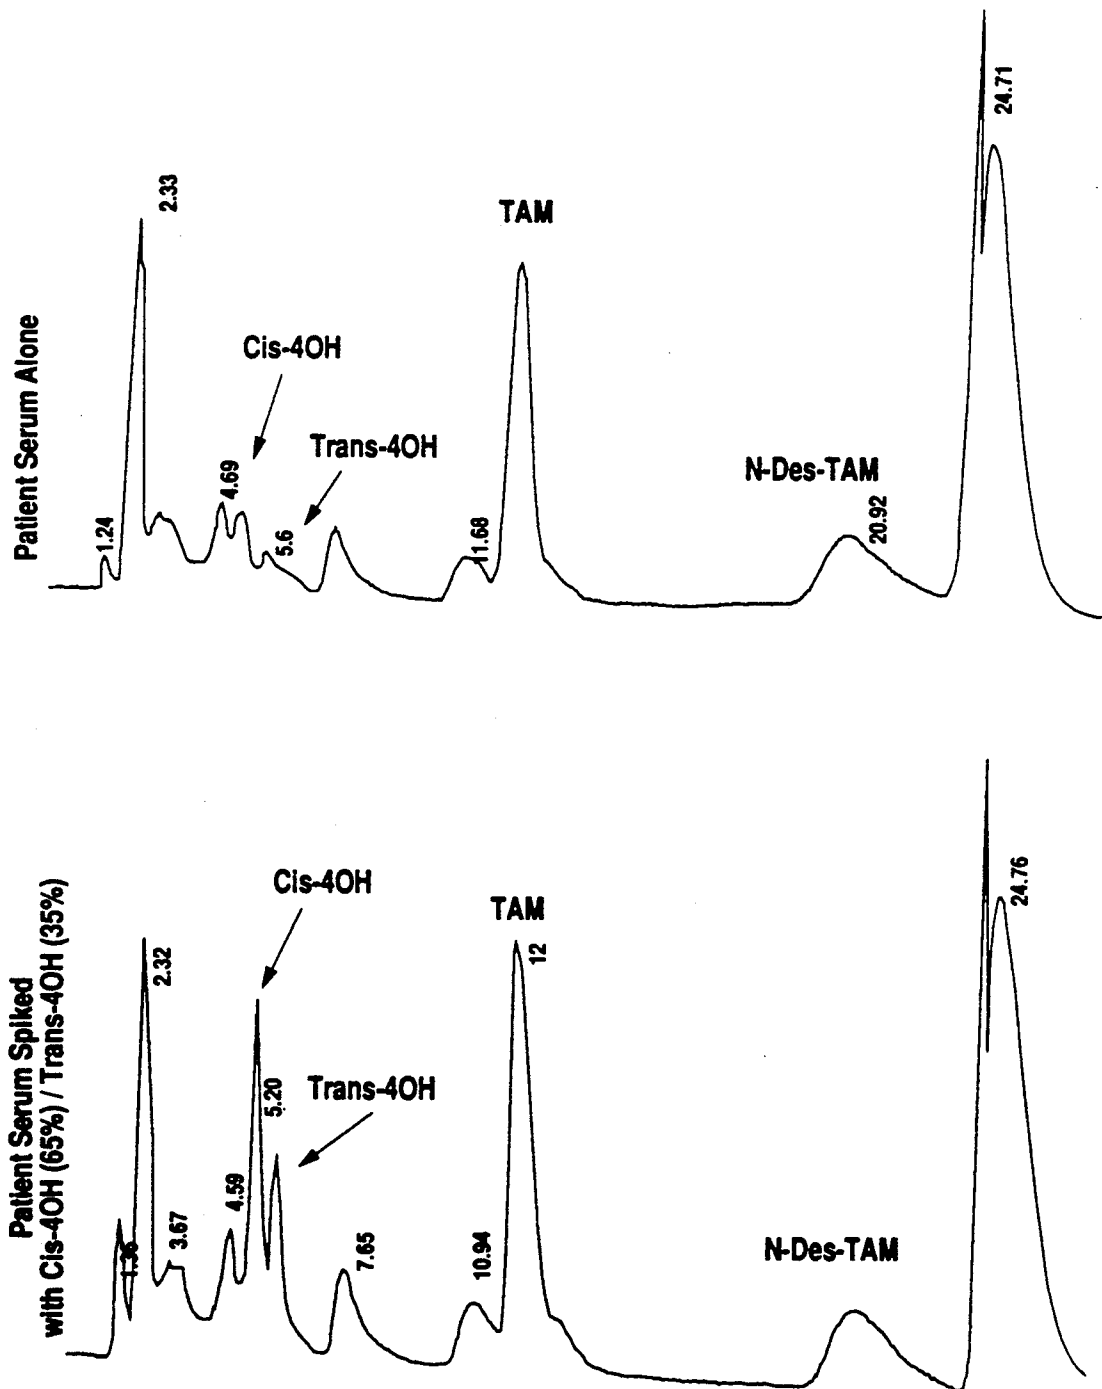 Patient Serum Alone
1.24
2.33
4.69
Cis-4OH
5.6
Trans-4OH
11.68
TAM
N-Des-TAM
20.92
24.71
Patient Serum Spiked
with Cis-4OH (65%) / Trans-4OH (35%)
1.36
2.32
3.67
4.59
Cis-4OH
5.20
Trans-4OH
7.65
10.94
TAM
12
N-Des-TAM
24.76